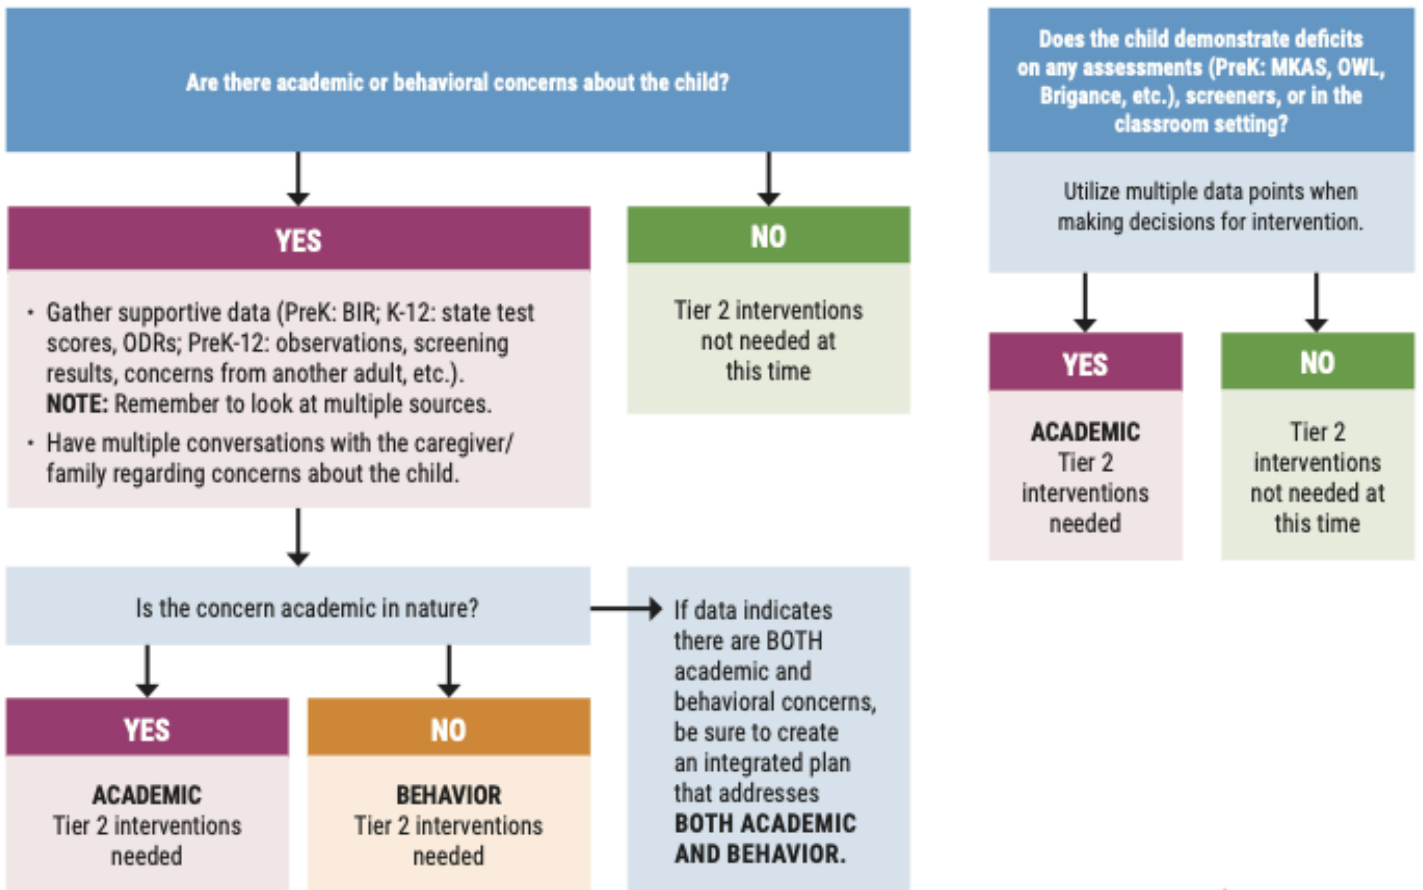 Are there academic or behavioral concerns about the child?
YES
• Gather supportive data (PreK: BIR; K-12: state test
scores, ODRs; PreK-12: observations, screening
results, concerns from another adult, etc.).
NOTE: Remember to look at multiple sources.
• Have multiple conversations with the caregiver/
family regarding concerns about the child.
NO
Tier 2 interventions
not needed at
this time
Is the concern academic in nature?
YES
ACADEMIC
Tier 2 interventions
needed
NO
BEHAVIOR
Tier 2 interventions
needed
If data indicates
there are BOTH
academic and
behavioral concerns,
be sure to create
an integrated plan
that addresses
BOTH ACADEMIC
AND BEHAVIOR.
Does the child demonstrate deficits
on any assessments (PreK: MKAS, OWL,
Brigance, etc.), screeners, or in the
classroom setting?
Utilize multiple data points when
making decisions for intervention.
YES
ACADEMIC
Tier 2
interventions
needed
NO
Tier 2
interventions
not needed at
this time